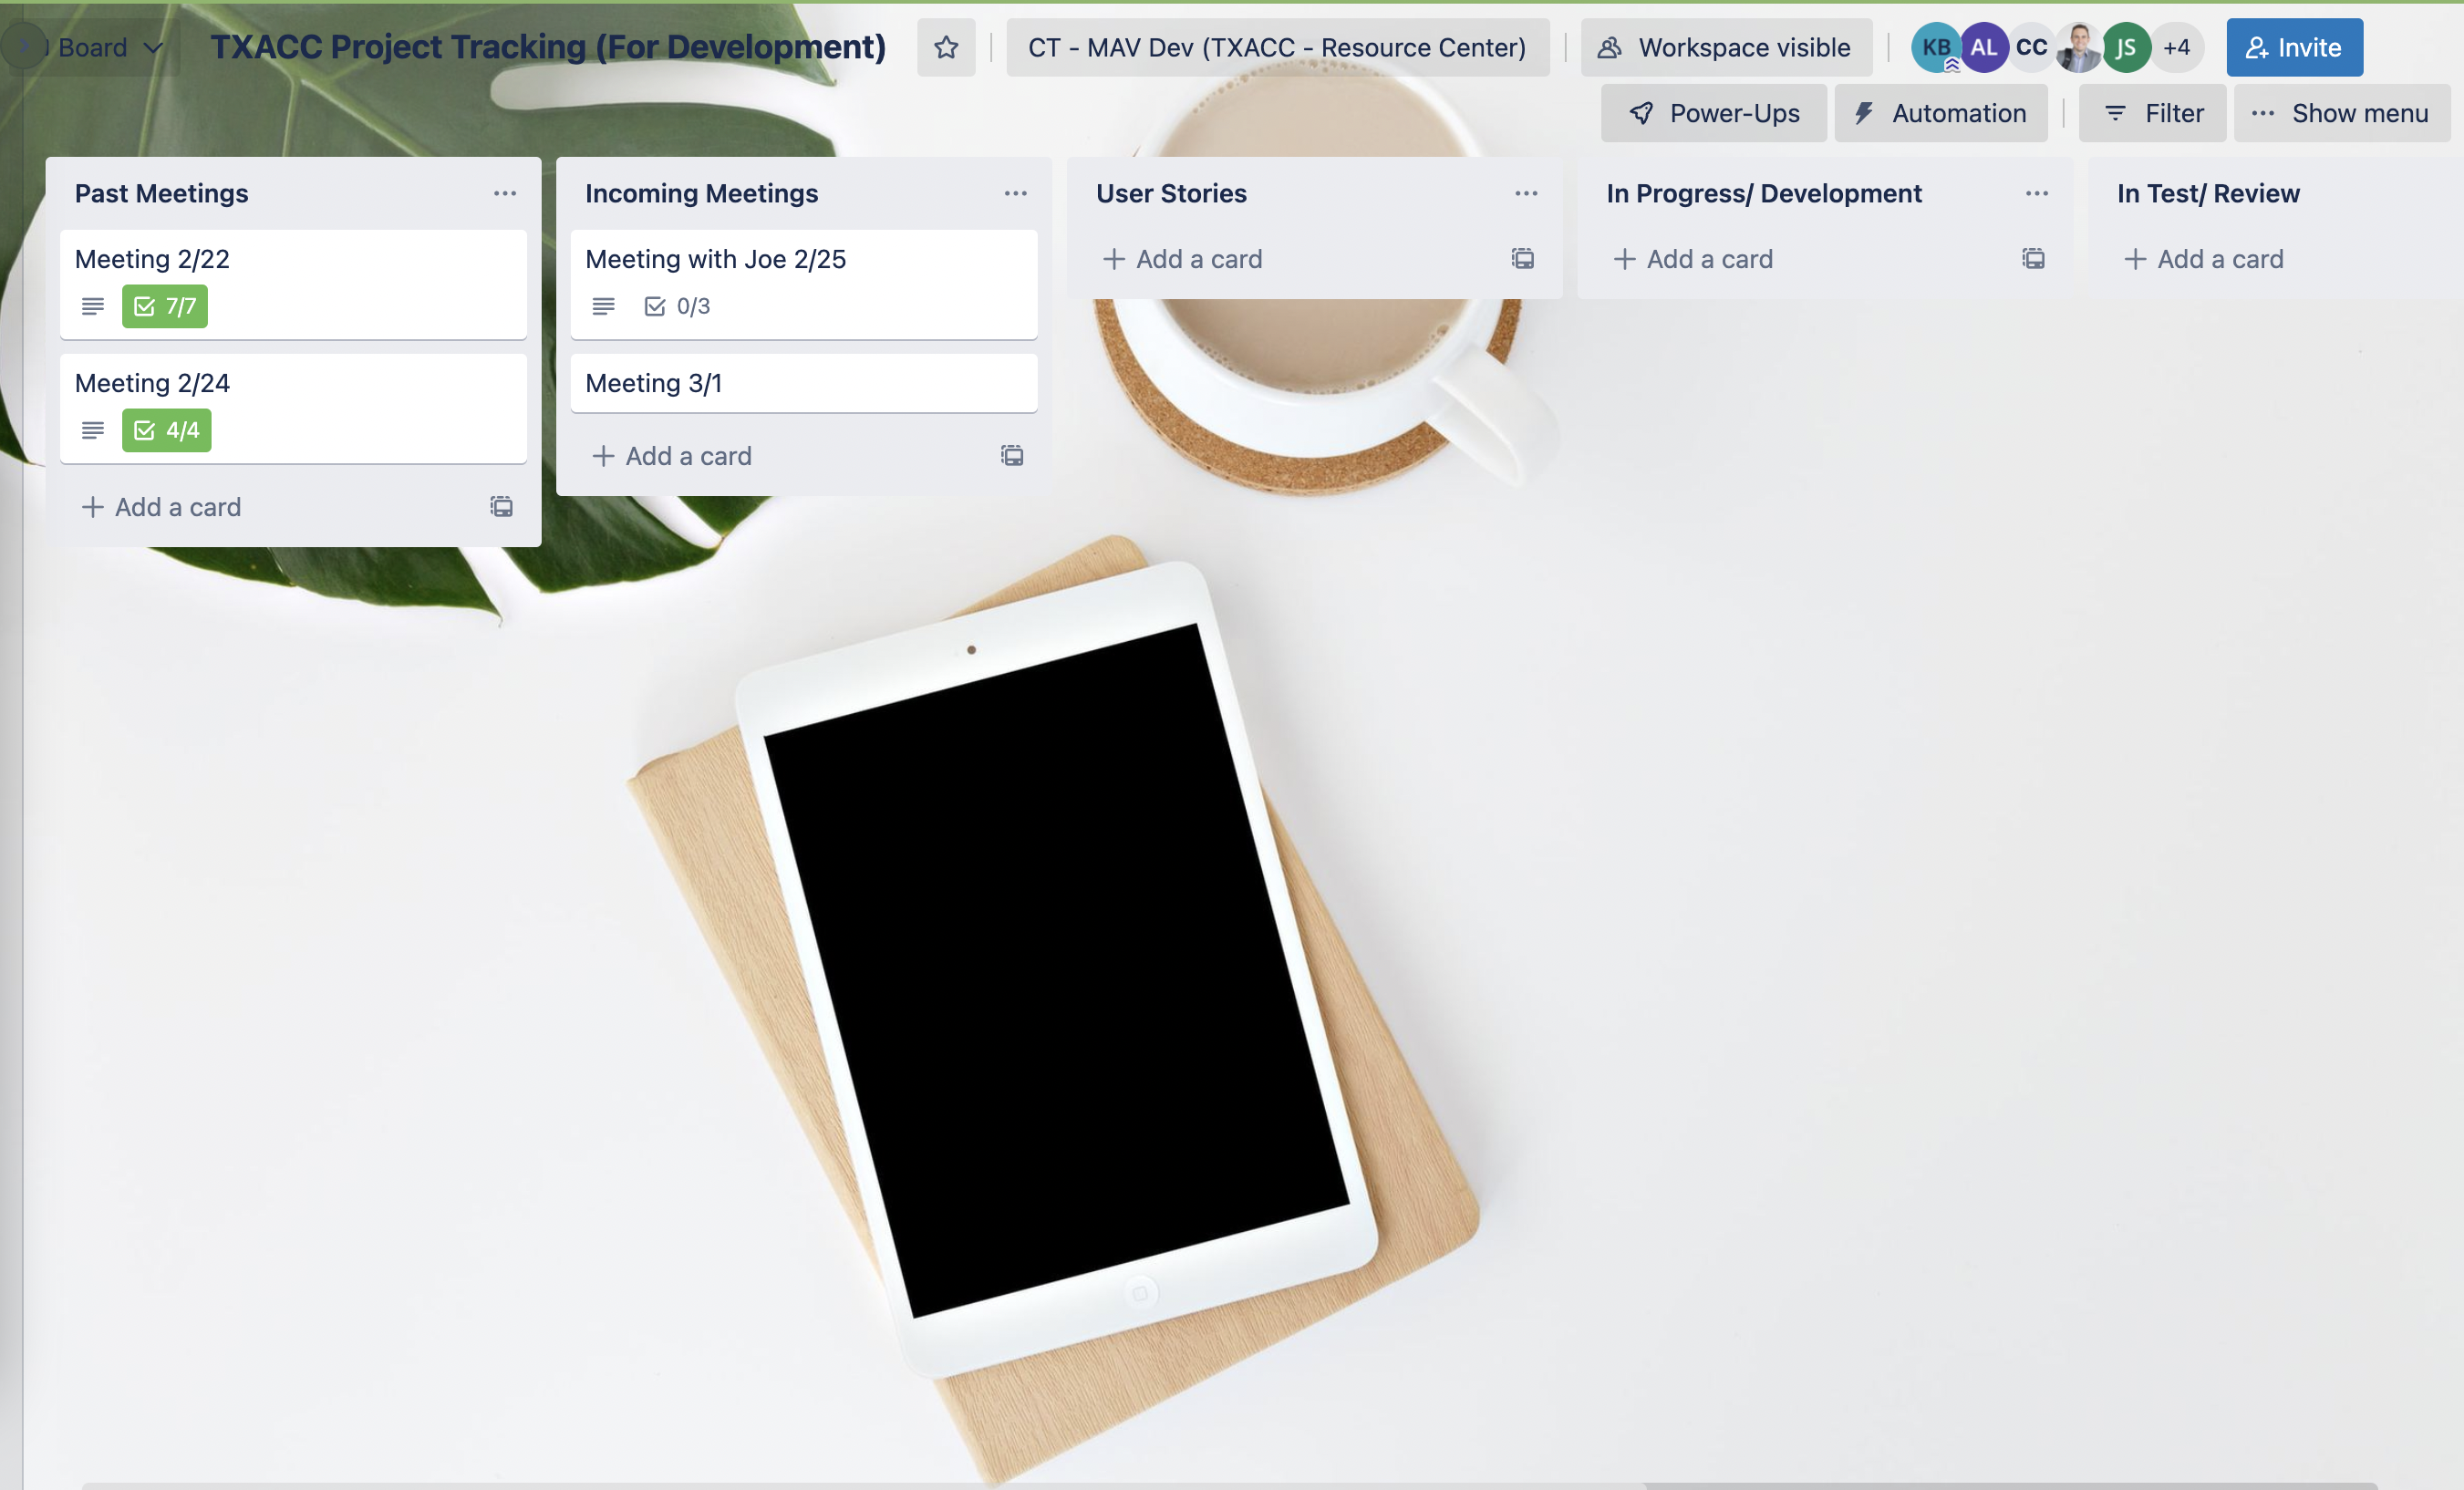 Board
TXACC Project Tracking (For Development)
CT - MAV Dev (TXACC - Resource Center)
Workspace visible
KB
AL
CC
JS
+4
Invite
Power-Ups
Automation
Filter
Show menu
Past Meetings
Meeting 2/22
7/7
Meeting 2/24
4/4
+ Add a card
Incoming Meetings
Meeting with Joe 2/25
0/3
Meeting 3/1
+ Add a card
User Stories
+ Add a card
In Progress/ Development
+ Add a card
In Test/ Review
+ Add a card